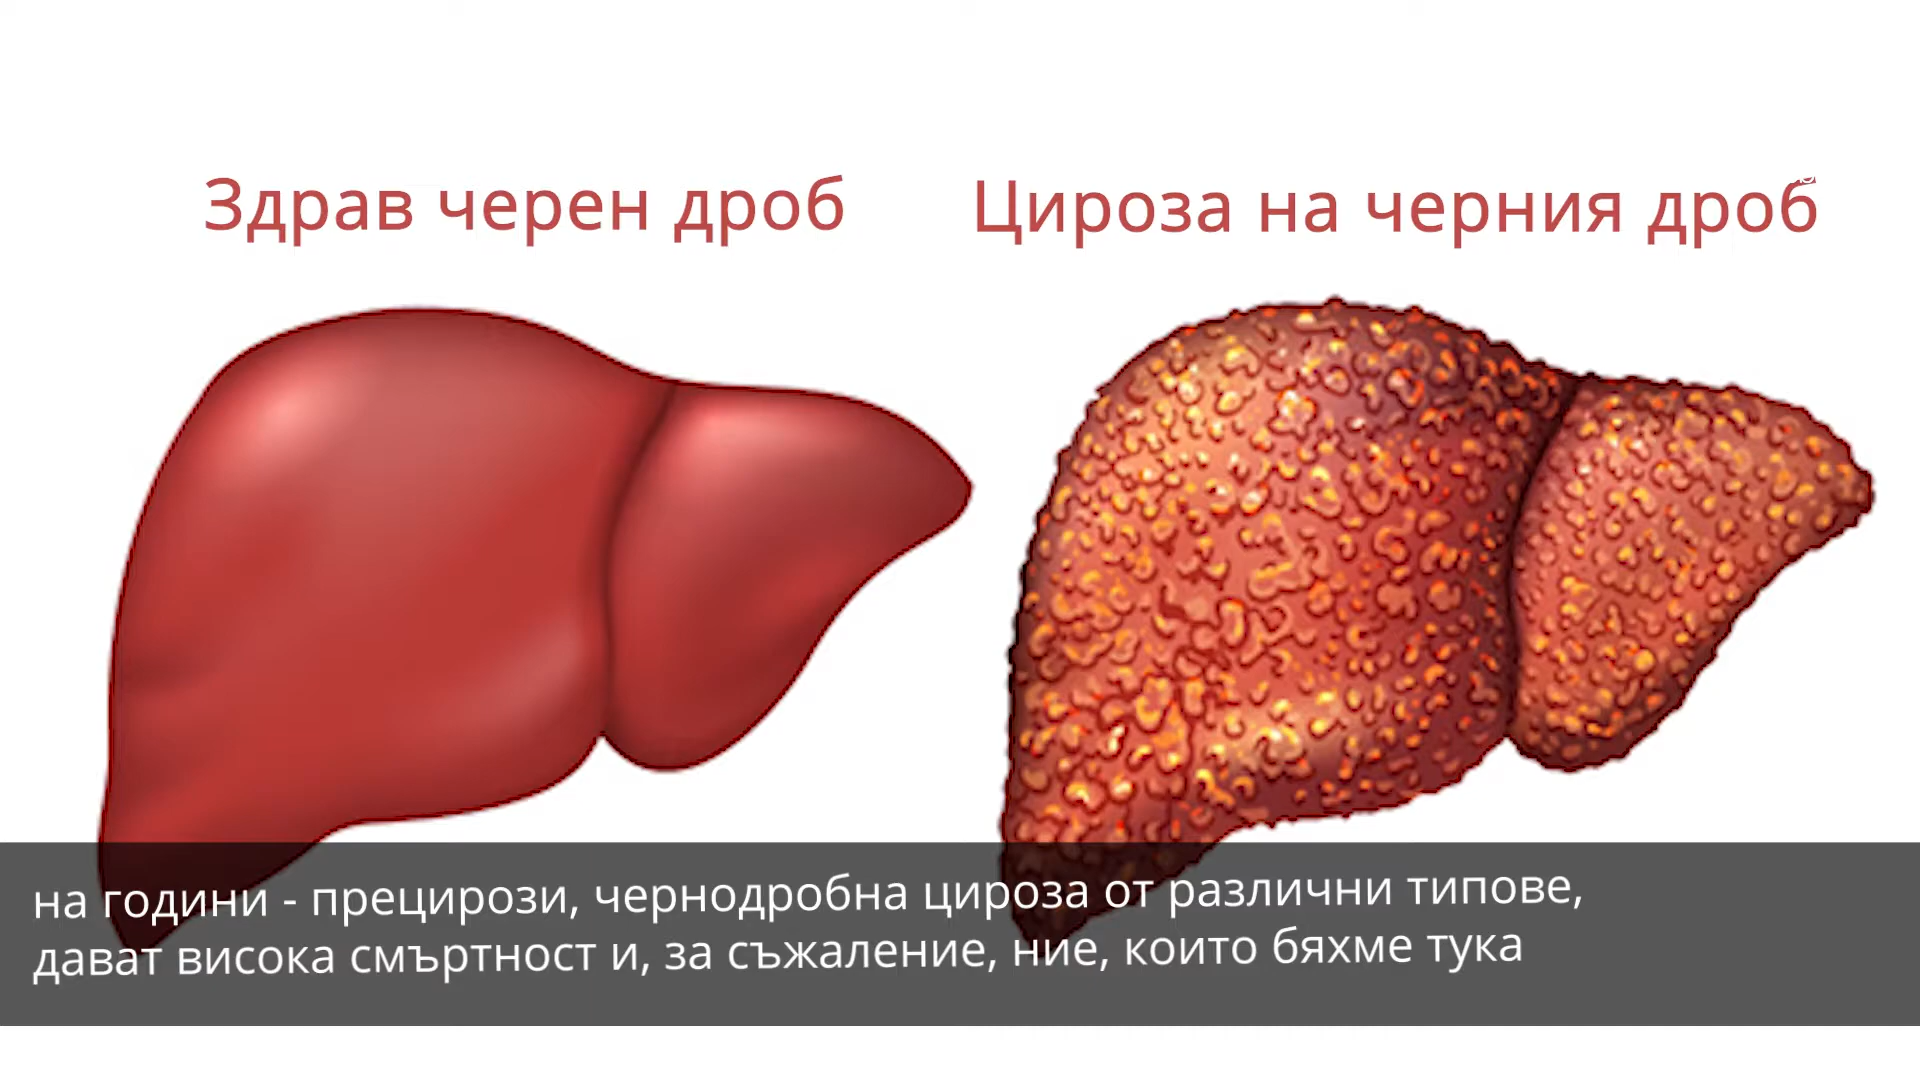 Здрав черен дроб
Цироза на черния дроб
на години - прецирози, чернодробна цироза от различни типове,
дават висока смъртност и, за съжаление, ние, които бяхме тука